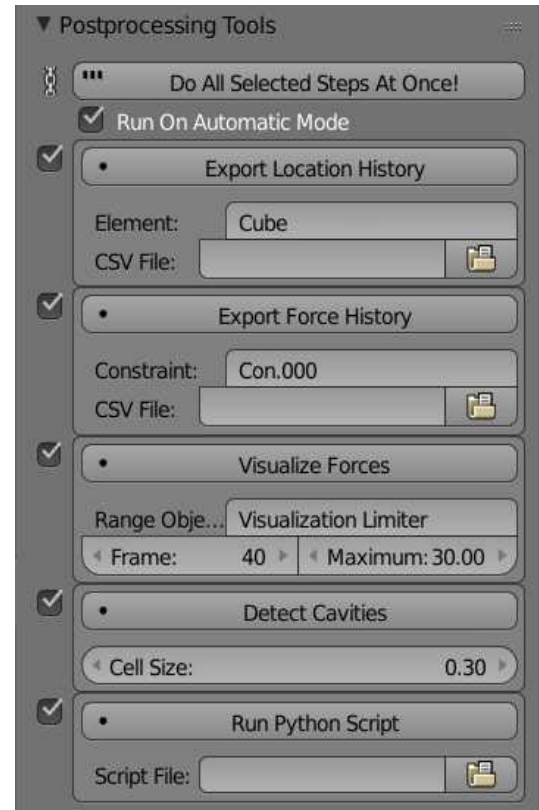 Postprocessing Tools
Do All Selected Steps At Once!
Run On Automatic Mode
Export Location History
Element: Cube
CSV File:
Export Force History
Constraint: Con.000
CSV File:
Visualize Forces
Range Obje... Visualization Limiter
Frame: 40 Maximum: 30.00
Detect Cavities
Cell Size: 0.30
Run Python Script
Script File: